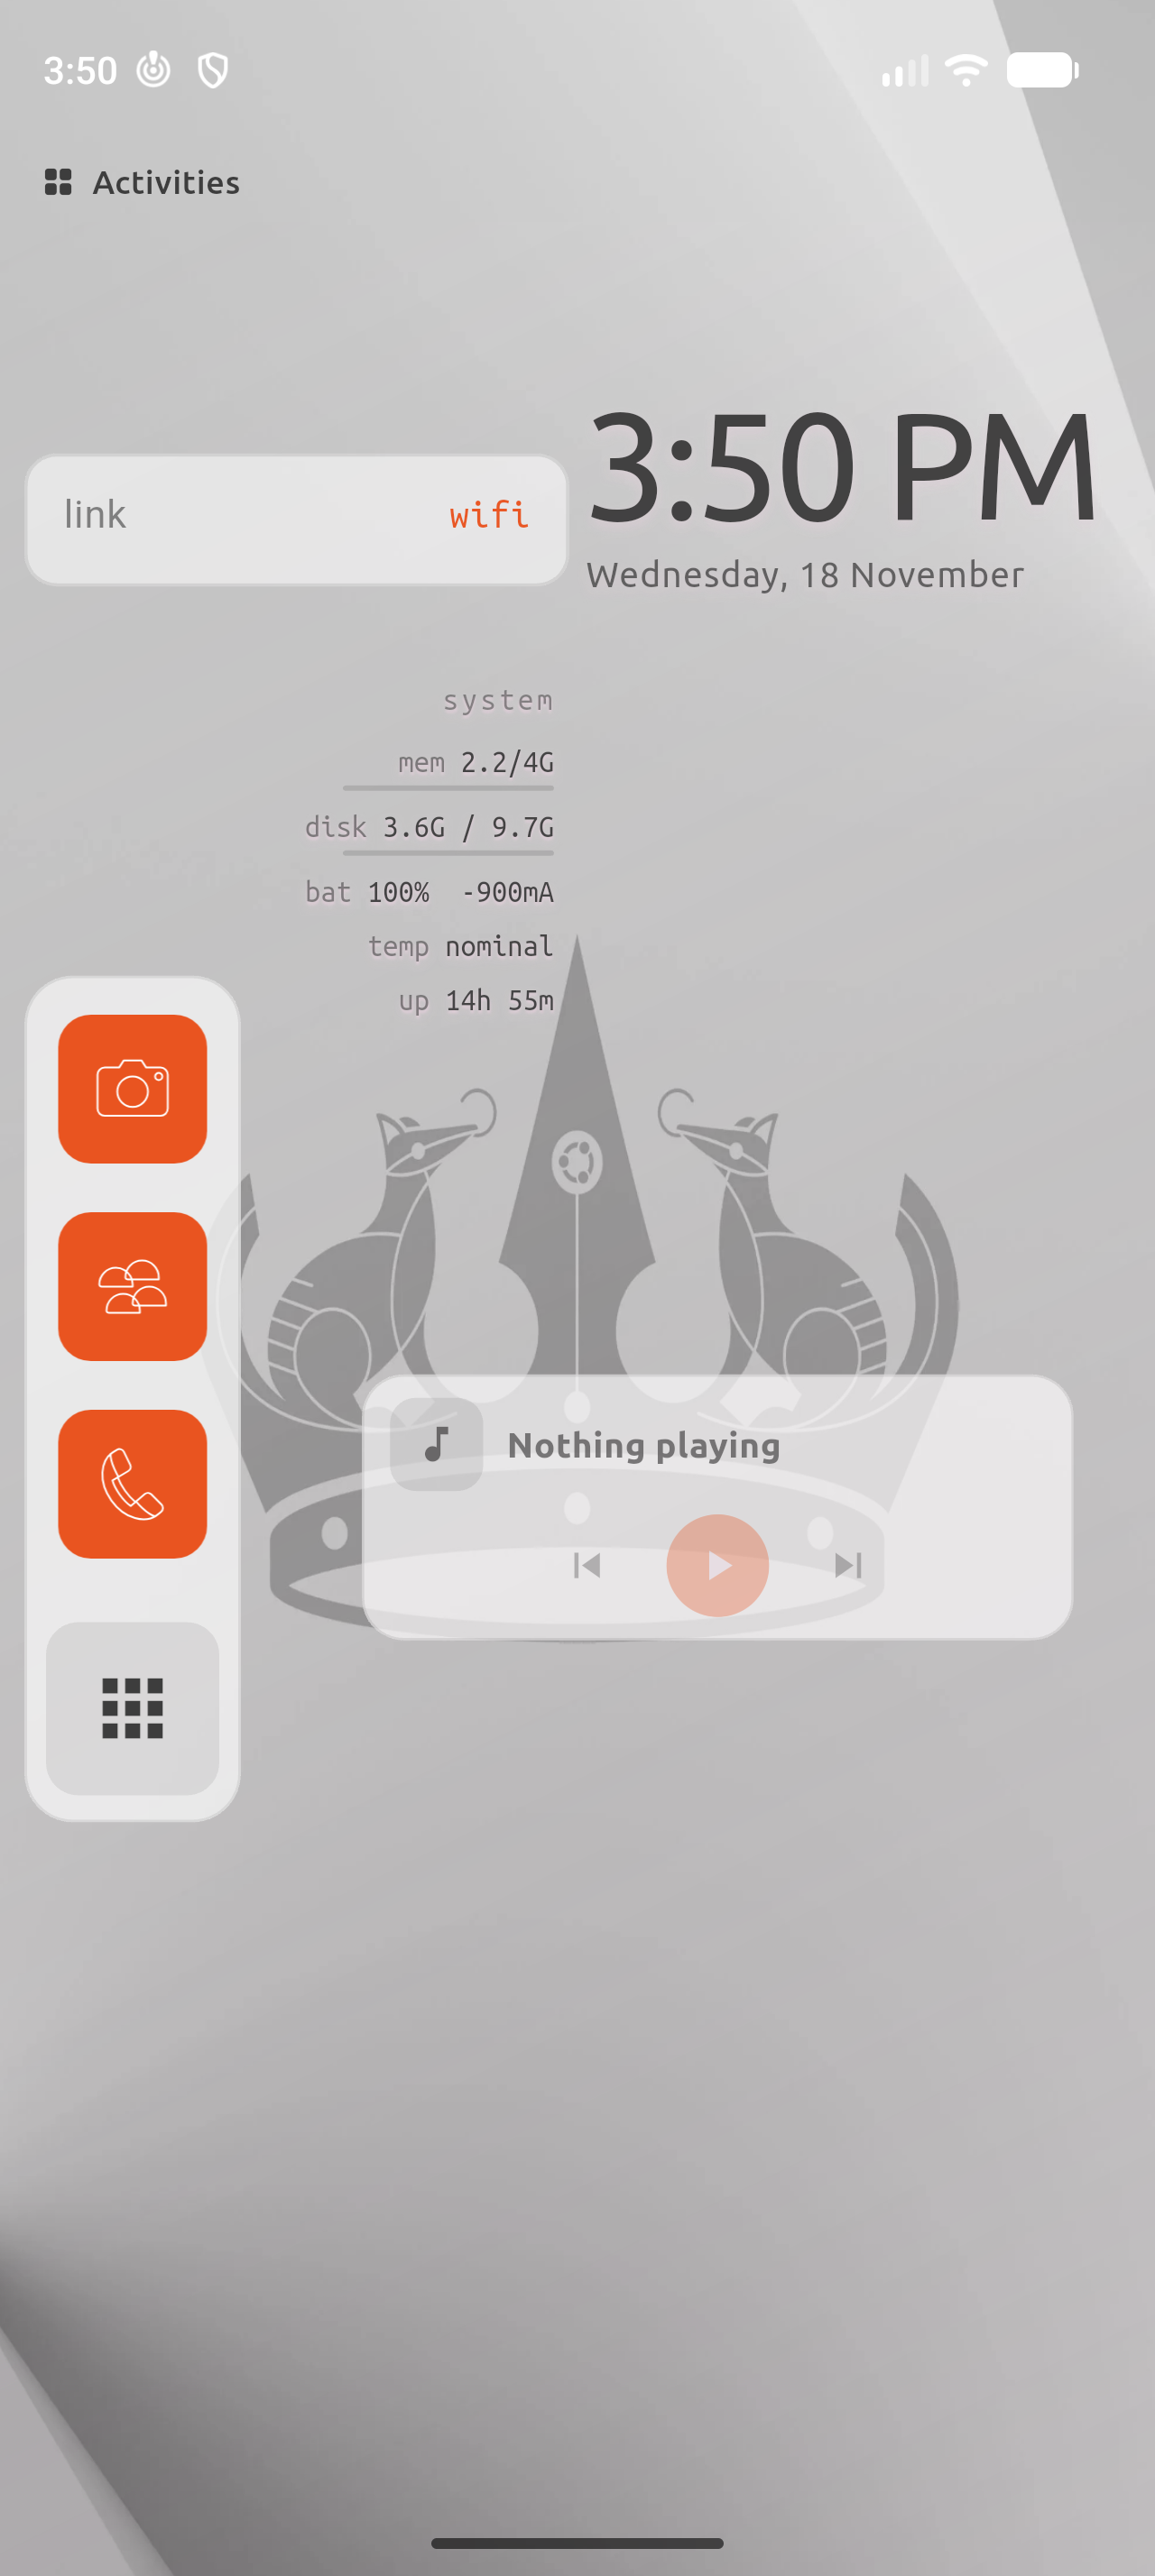 3:50
Activities
3:50 PM
link wifi
Wednesday, 18 November
system
mem 2.2/4G
disk 3.6G / 9.7G
bat 100% -900mA
temp nominal
up 14h 55m
Nothing playing